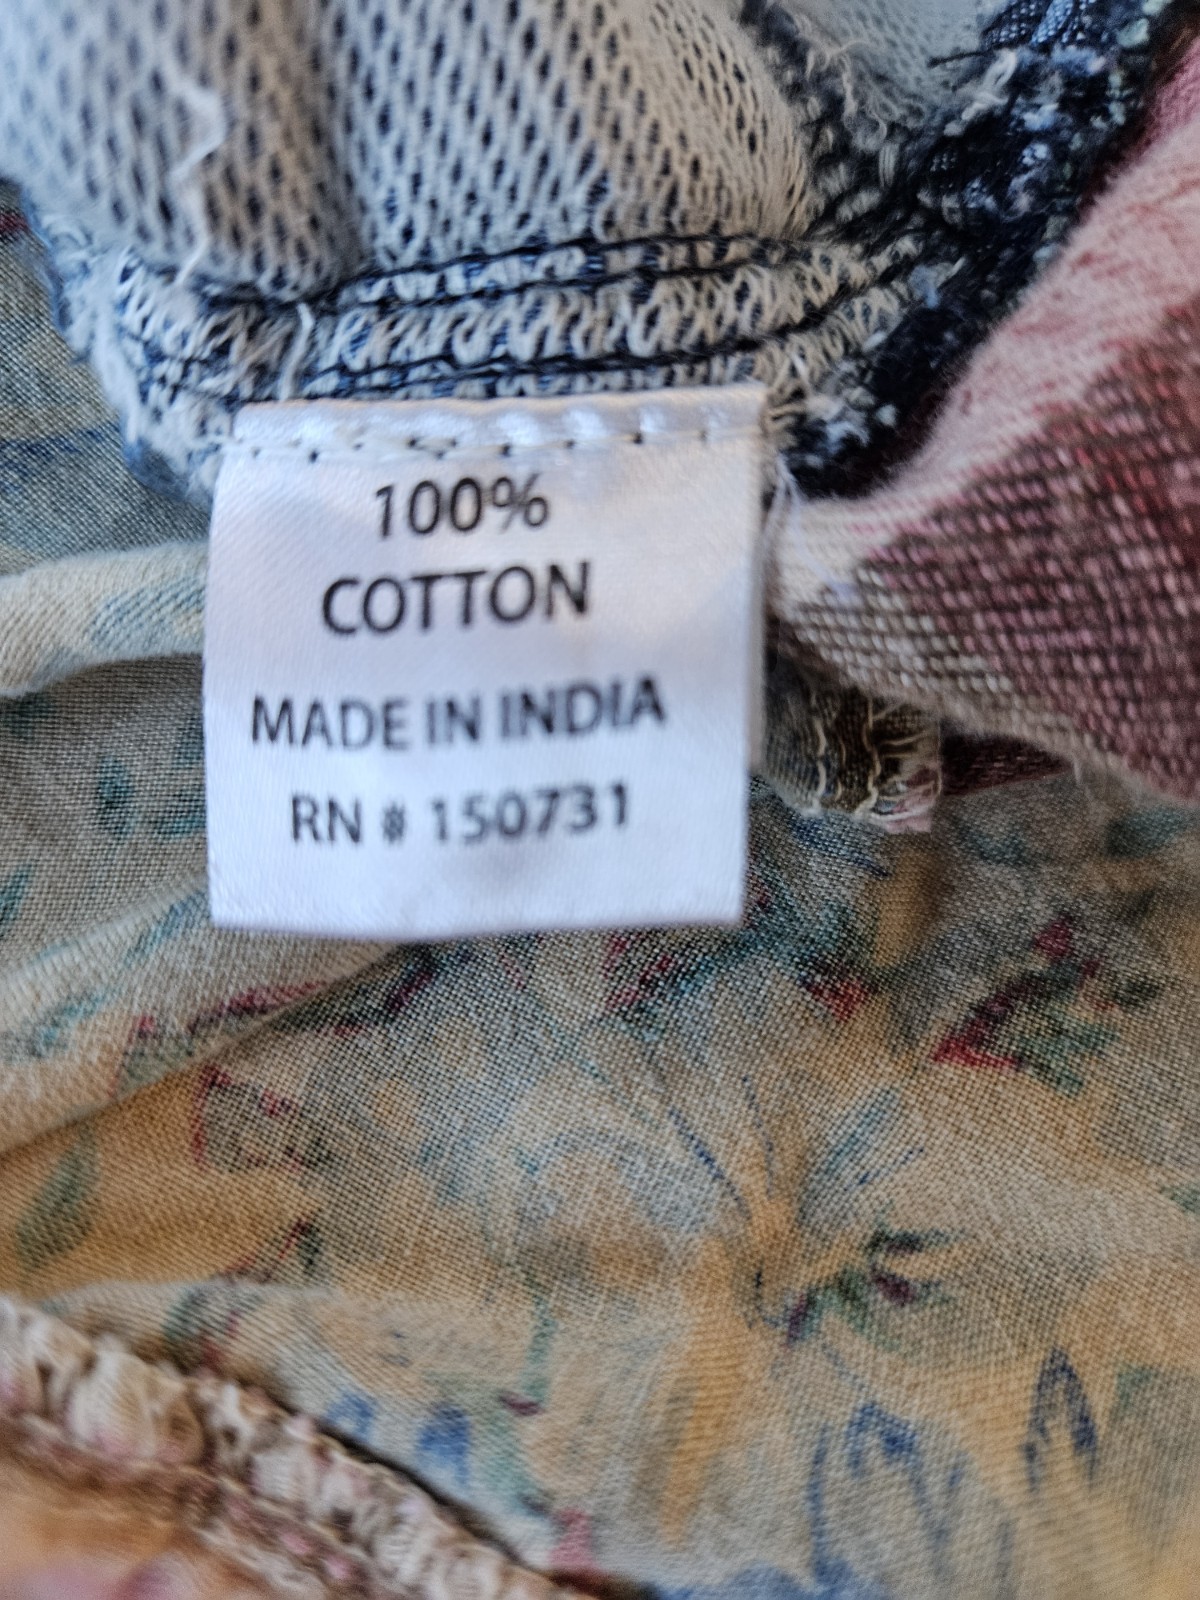 100%
COTTON
MADE IN INDIA
RN # 150731